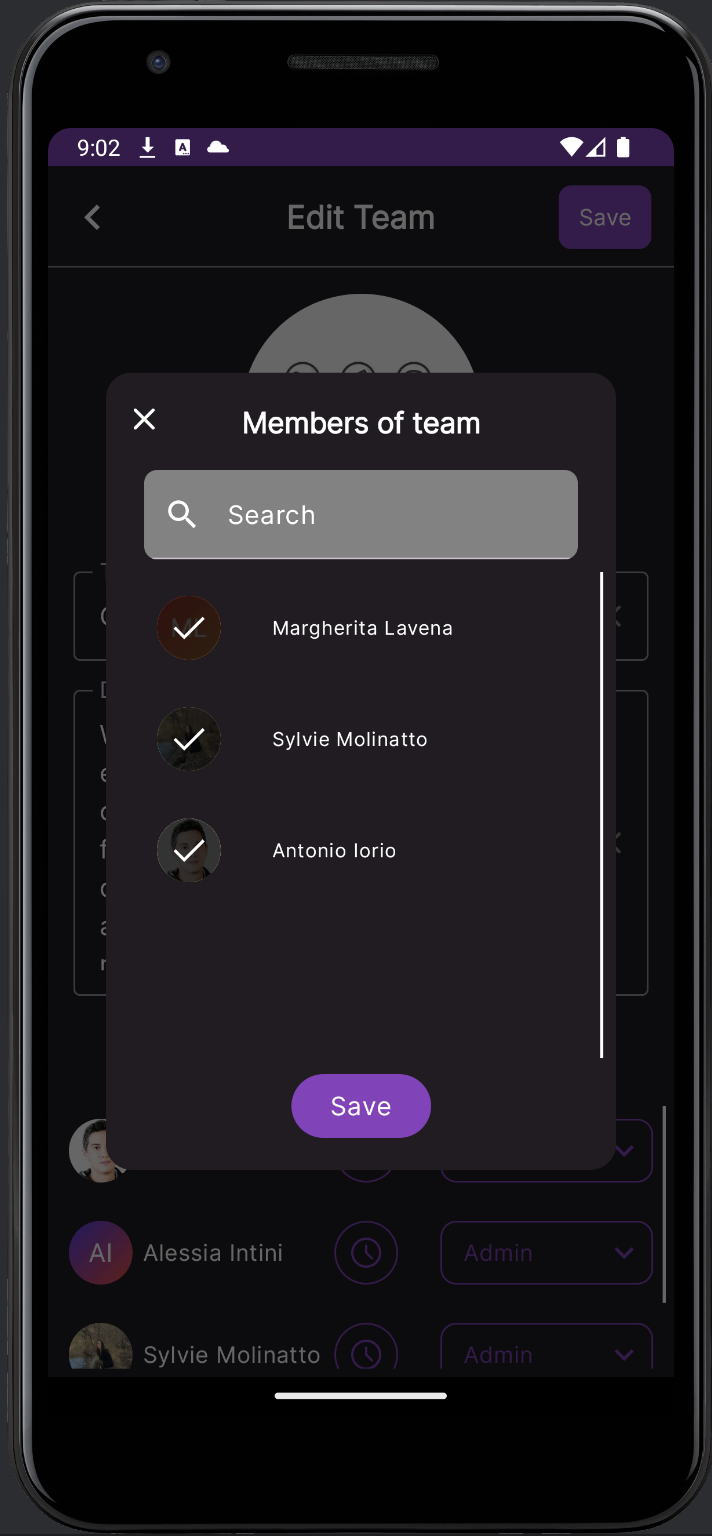 9:02
Edit Team
Save
Members of team
Search
ML
Margherita Lavena
Sylvie Molinatto
Antonio Iorio
Save
AI
Alessia Intini
Admin
Sylvie Molinatto
Admin